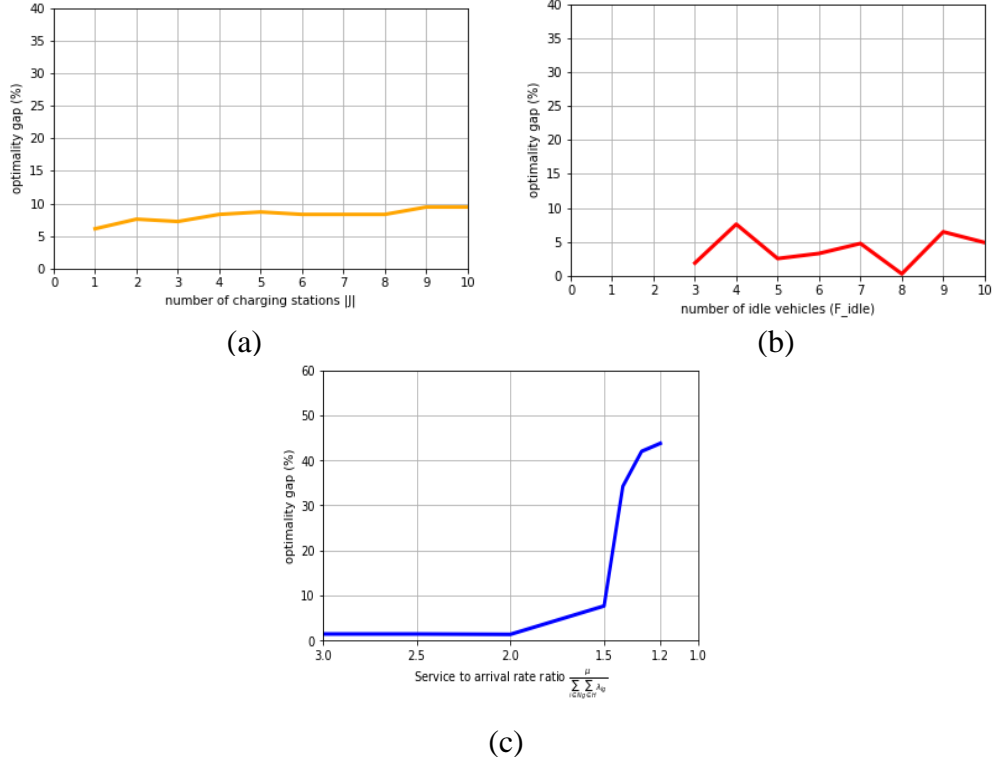 40
35
30
25
20
15
10
5
0
optimality gap (%)
0 1 2 3 4 5 6 7 8 9 10
number of charging stations |J|
(a)
40
35
30
25
20
15
10
5
0
optimality gap (%)
0 1 2 3 4 5 6 7 8 9 10
number of idle vehicles (F_idle)
(b)
60
50
40
30
20
10
0
optimality gap (%)
3.0 2.5 2.0 1.5 1.2 1.0
Service to arrival rate ratio μ
(c)